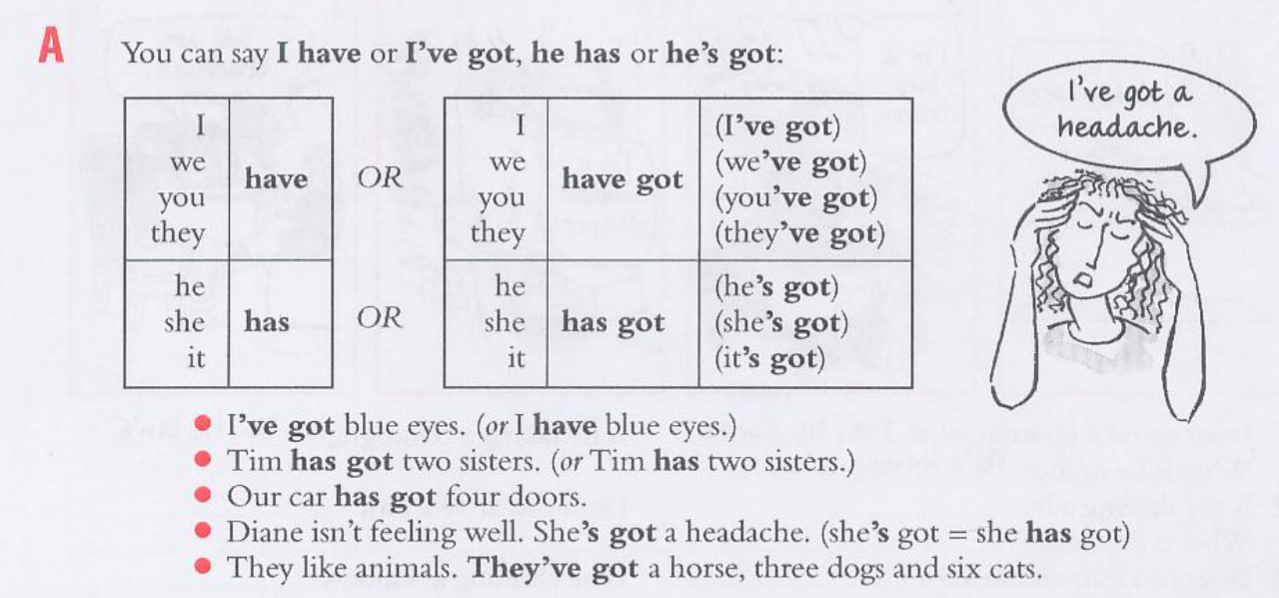 A
You can say I have or I've got, he has or he's got:
I
we
you
they
have
OR
I
we
you
they
have got
(I've got)
(we've got)
(you've got)
(they've got)
he
she
it
has
OR
he
she
it
has got
(he's got)
(she's got)
(it's got)
I've got a
headache.
I've got blue eyes. (or I have blue eyes.)
Tim has got two sisters. (or Tim has two sisters.)
Our car has got four doors.
Diane isn't feeling well. She's got a headache. (she's got = she has got)
They like animals. They've got a horse, three dogs and six cats.